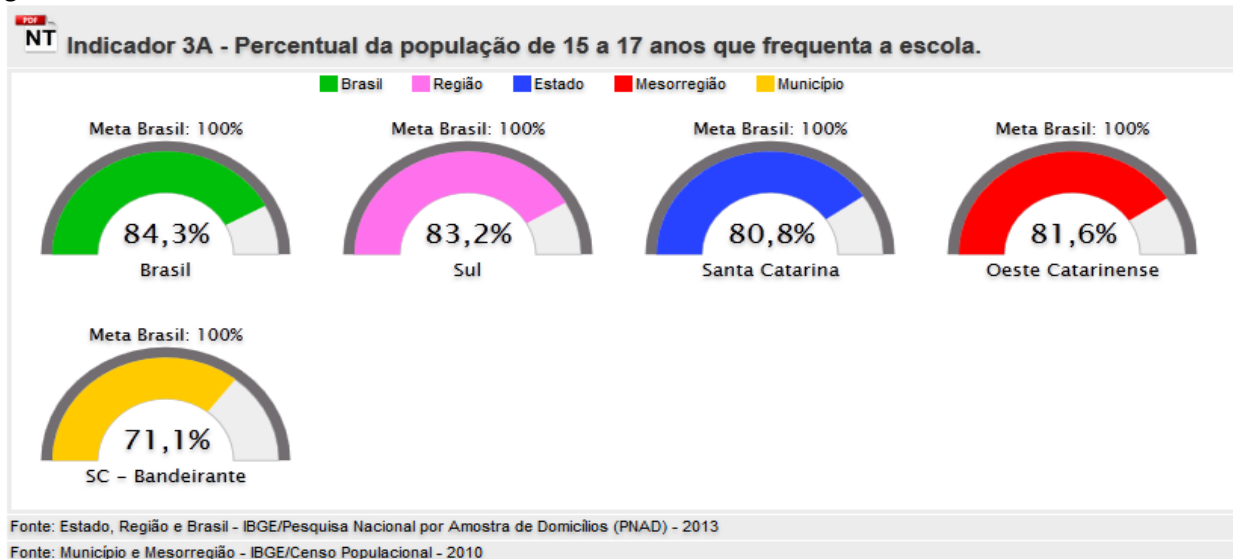 PDF
NT Indicador 3A - Percentual da população de 15 a 17 anos que frequenta a escola.
Brasil Região Estado Mesorregião Município
Meta Brasil: 100% Meta Brasil: 100% Meta Brasil: 100% Meta Brasil: 100%
84,3% 83,2% 80,8% 81,6%
Brasil Sul Santa Catarina Oeste Catarinense
Meta Brasil: 100%
71,1%
SC - Bandeirante
Fonte: Estado, Região e Brasil - IBGE/Pesquisa Nacional por Amostra de Domicílios (PNAD) - 2013
Fonte: Município e Mesorregião - IBGE/Censo Populacional - 2010